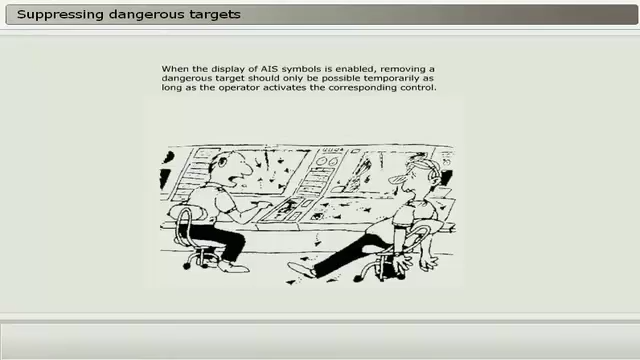 Suppressing dangerous targets
When the display of AIS symbols is enabled, removing a
dangerous target should only be possible temporarily as
long as the operator activates the corresponding control.